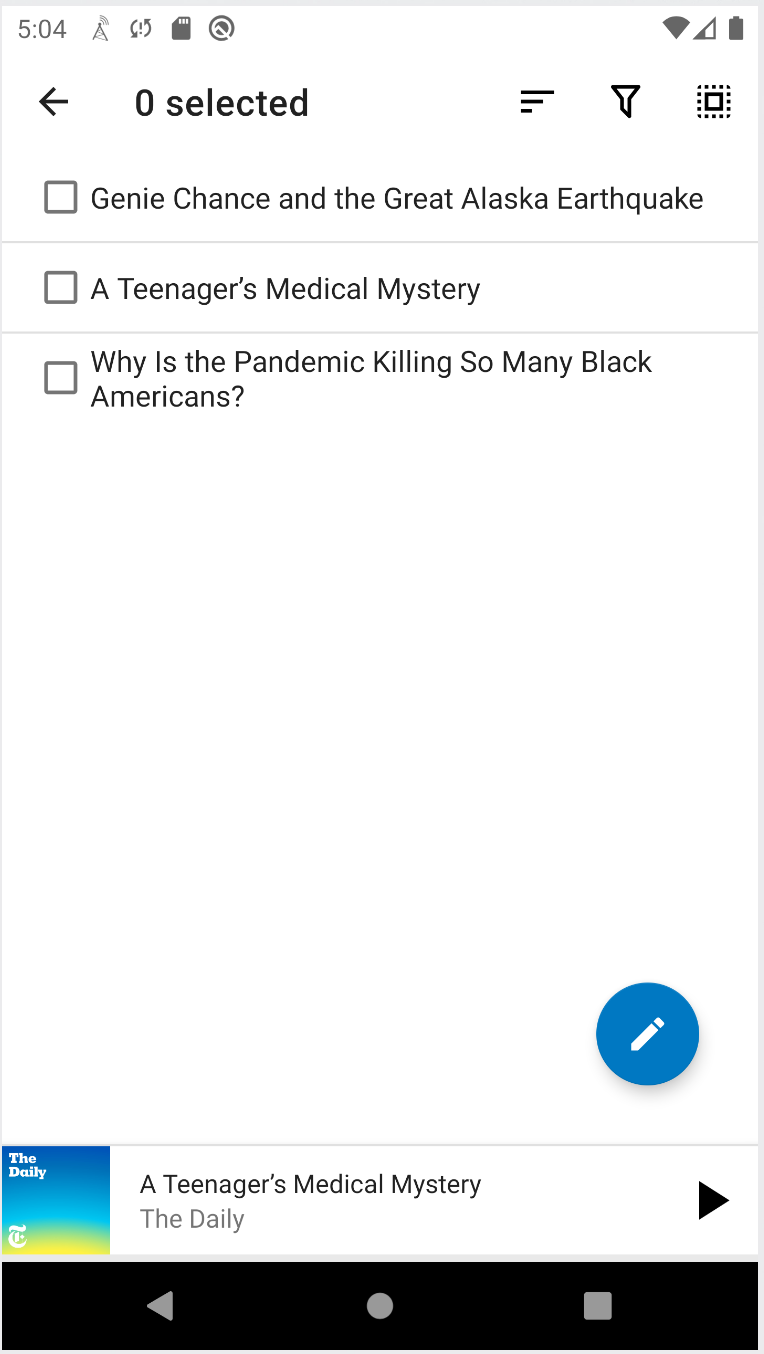 5:04
0 selected
Genie Chance and the Great Alaska Earthquake
A Teenager’s Medical Mystery
Why Is the Pandemic Killing So Many Black
Americans?
The
Daily
A Teenager’s Medical Mystery
The Daily